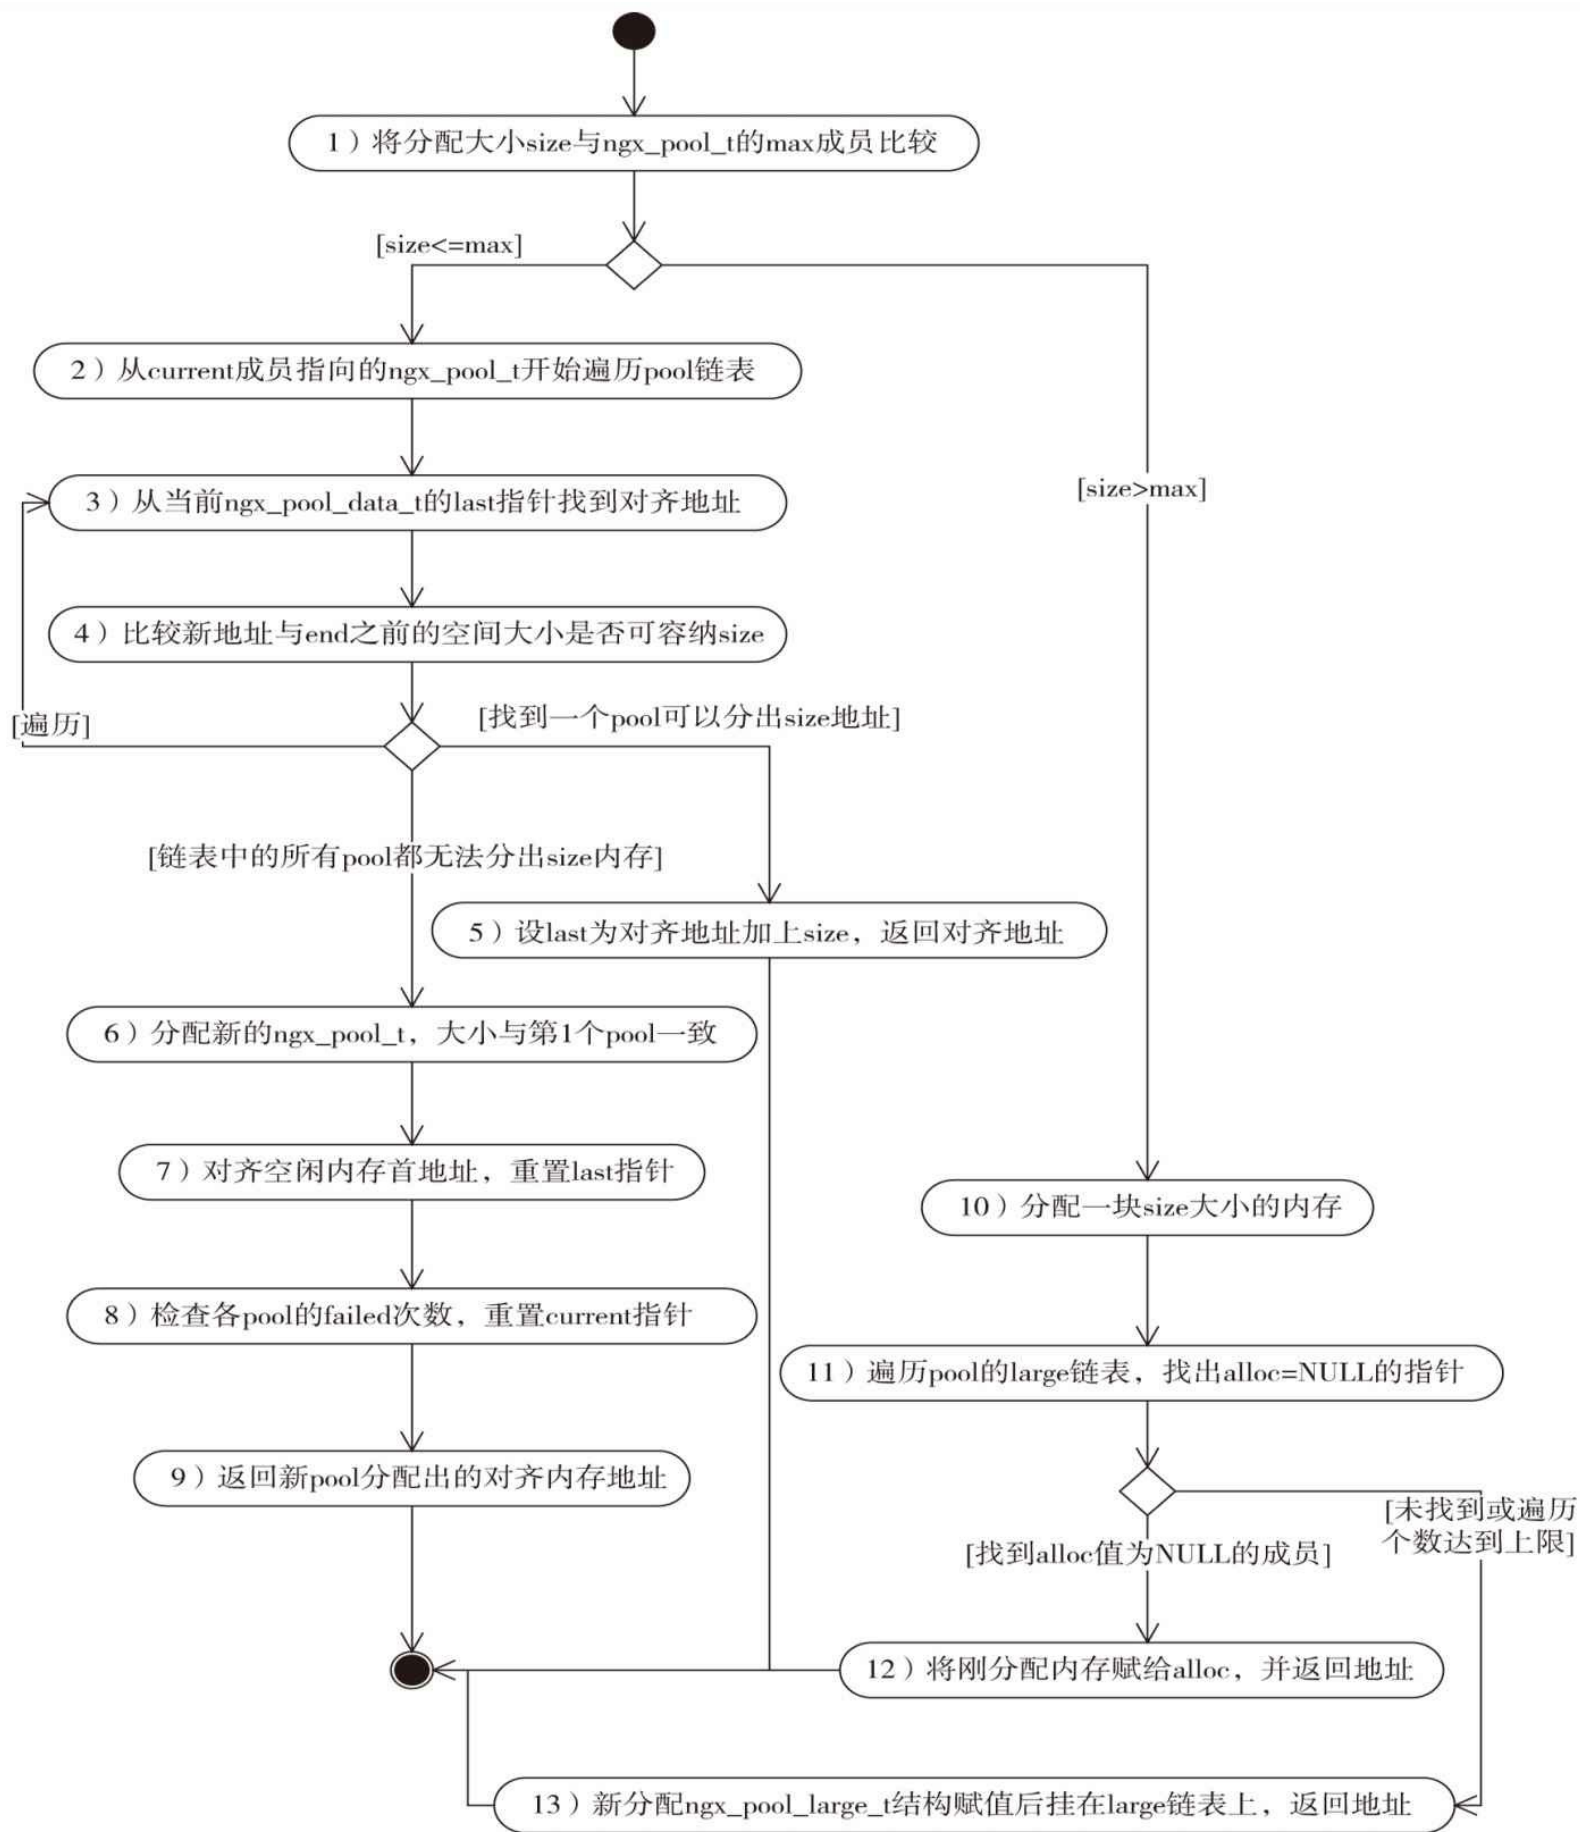 1）将分配大小size与ngx_pool_t的max成员比较
[size<=max]
2）从current成员指向的ngx_pool_t开始遍历pool链表
[size>max]
3）从当前ngx_pool_data_t的last指针找到对齐地址
4）比较新地址与end之前的空间大小是否可容纳size
[遍历]
[找到一个pool可以分出size地址]
[链表中的所有pool都无法分出size内存]
5）设last为对齐地址加上size，返回对齐地址
6）分配新的ngx_pool_t，大小与第1个pool一致
7）对齐空闲内存首地址，重置last指针
10）分配一块size大小的内存
8）检查各pool的failed次数，重置current指针
11）遍历pool的large链表，找出alloc=NULL的指针
9）返回新pool分配出的对齐内存地址
[未找到或遍历
个数达到上限]
[找到alloc值为NULL的成员]
12）将刚分配内存赋给alloc，并返回地址
13）新分配ngx_pool_large_t结构赋值后挂在large链表上，返回地址